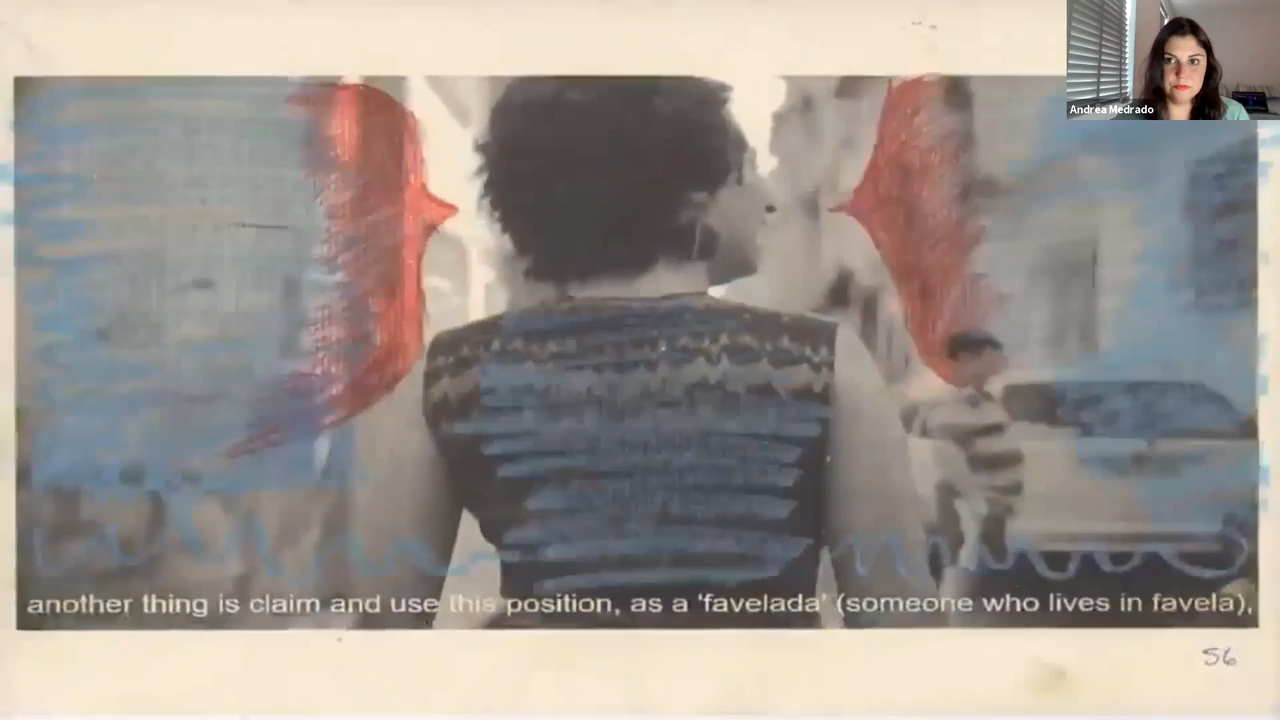 Andrea Medrado
another thing is claim and use this position, as a 'favelada' (someone who lives in favela),
56